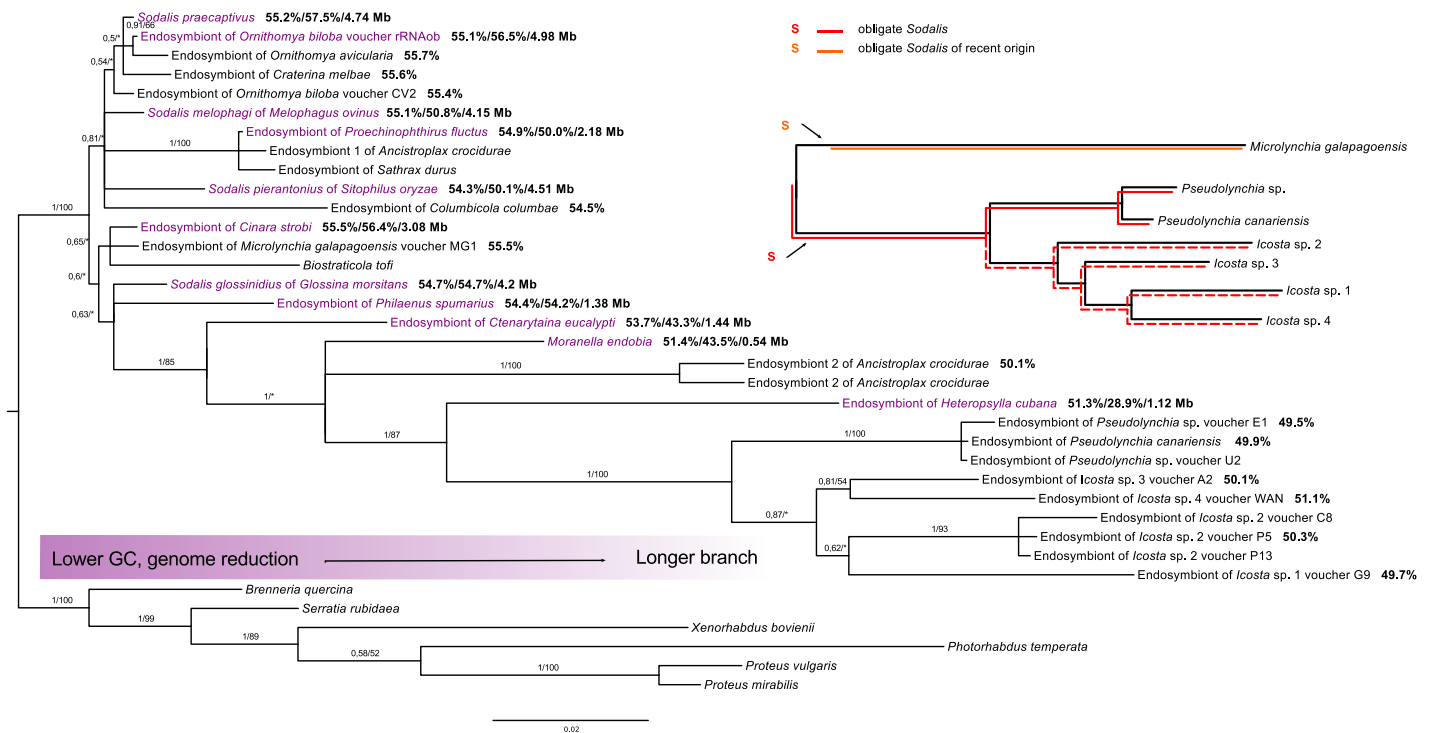 Sodalis praecaptivus 55.2%/57.5%/4.74 Mb
0,91/66
Endosymbiont of Ornithomya biloba voucher rRNAob 55.1%/56.5%/4.98 Mb
0,5/*
Endosymbiont of Ornithomya avicularia 55.7%
0,54/*
Endosymbiont of Craterina melbae 55.6%
Endosymbiont of Ornithomya biloba voucher CV2 55.4%
Sodalis melophagi of Melophagus ovinus 55.1%/50.8%/4.15 Mb
Endosymbiont of Proechinophthirus fluctus 54.9%/50.0%/2.18 Mb
0,81/*
1/100
Endosymbiont 1 of Ancistroplax crocidurae
Endosymbiont of Sathrax durus
Sodalis pierantonius of Sitophilus oryzae 54.3%/50.1%/4.51 Mb
1/100
Endosymbiont of Columbicola columbae 54.5%
Endosymbiont of Cinara strobi 55.5%/56.4%/3.08 Mb
0,65/*
Endosymbiont of Microlynchia galapagoensis voucher MG1 55.5%
Biostraticola tofi
0,6/*
Sodalis glossinidius of Glossina morsitans 54.7%/54.7%/4.2 Mb
Endosymbiont of Philaenus spumarius 54.4%/54.2%/1.38 Mb
0,63/*
Endosymbiont of Ctenarytaina eucalypti 53.7%/43.3%/1.44 Mb
Moranella endobia 51.4%/43.5%/0.54 Mb
1/85
Endosymbiont 2 of Ancistroplax crocidurae 50.1%
1/100
Endosymbiont 2 of Ancistroplax crocidurae
1/*
Endosymbiont of Heteropsylla cubana 51.3%/28.9%/1.12 Mb
Endosymbiont of Pseudolynchia sp. voucher E1 49.5%
1/87
1/100
Endosymbiont of Pseudolynchia canariensis 49.9%
Endosymbiont of Pseudolynchia sp. voucher U2
1/100
Endosymbiont of Icosta sp. 3 voucher A2 50.1%
0,81/54
Endosymbiont of Icosta sp. 4 voucher WAN 51.1%
0,87/*
Endosymbiont of Icosta sp. 2 voucher C8
1/93
Endosymbiont of Icosta sp. 2 voucher P5 50.3%
0,62/*
Endosymbiont of Icosta sp. 2 voucher P13
Endosymbiont of Icosta sp. 1 voucher G9 49.7%
Lower GC, genome reduction
Longer branch
Brenneria quercina
1/100
Serratia rubidaea
1/99
Xenorhabdus bovienii
1/89
Photorhabdus temperata
0,58/52
Proteus vulgaris
1/100
Proteus mirabilis
0.02
S obligate Sodalis
S obligate Sodalis of recent origin
S
Microlynchia galapagoensis
Pseudolynchia sp.
Pseudolynchia canariensis
Icosta sp. 2
S
Icosta sp. 3
Icosta sp. 1
Icosta sp. 4